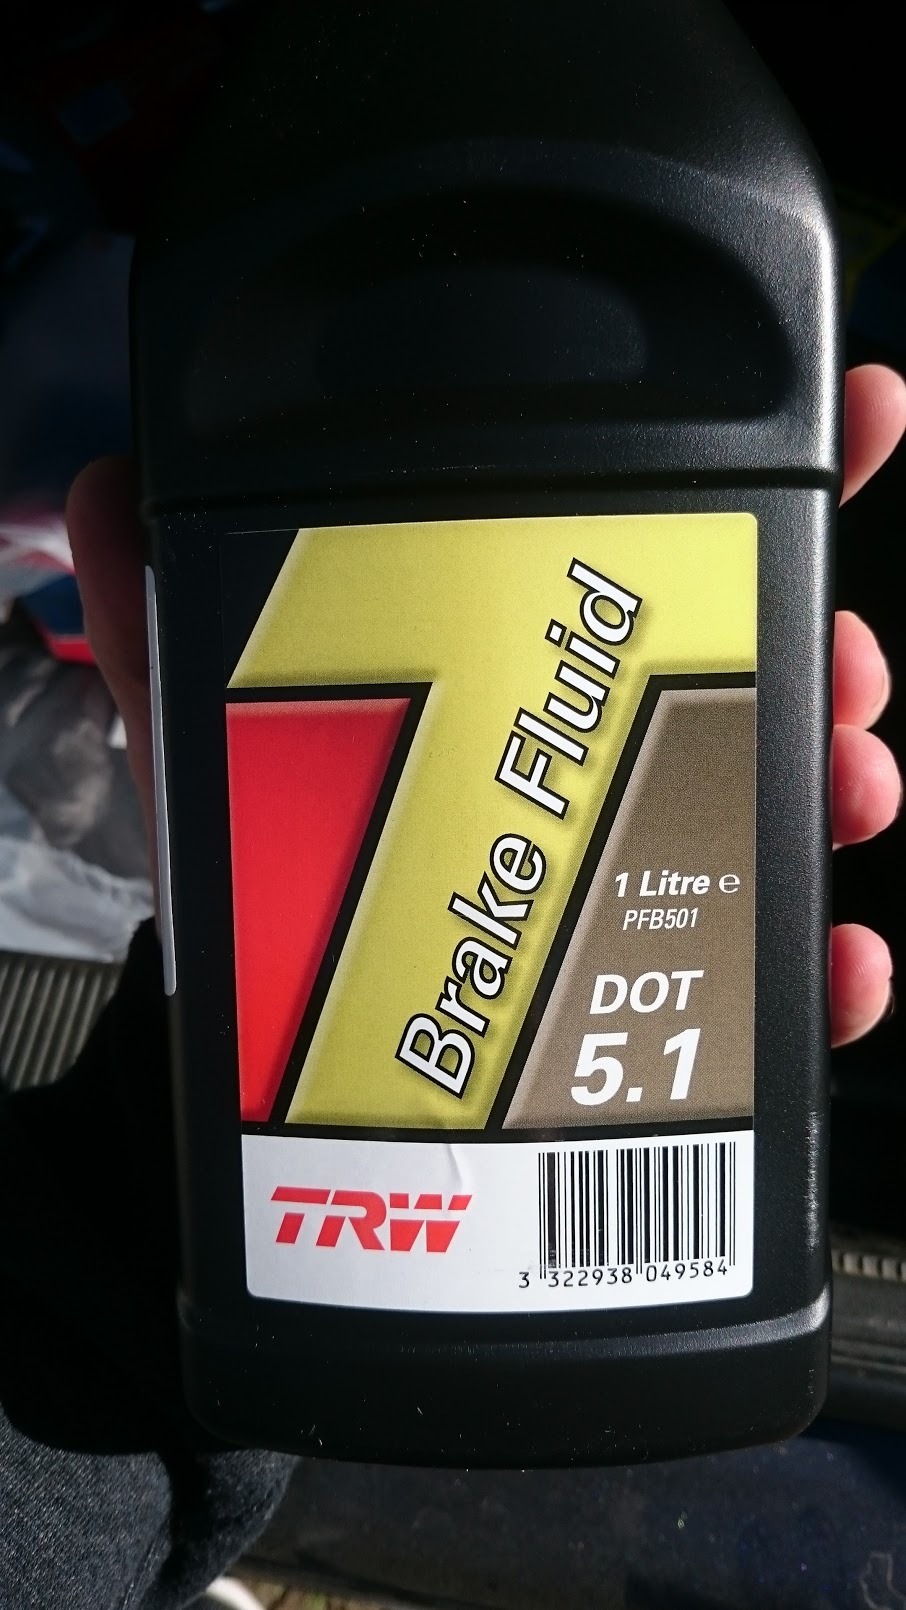 Brake Fluid
1 Litre ℮
PFB501
DOT
5.1
TRW
3 322938 049584